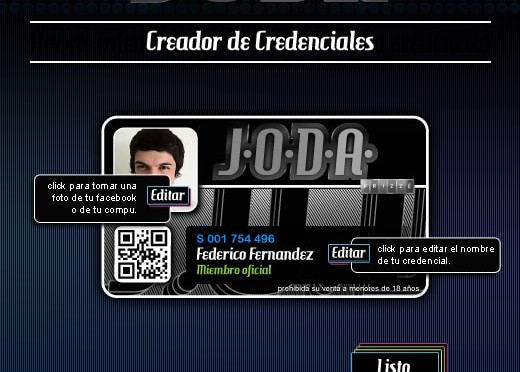 Creador de Credenciales
J·O·D·A·
FRIZZÉ
click para tomar una
foto de tu facebook
o de tu compu.
Editar
S 001 754 496
Federico Fernandez
Miembro oficial
Editar
click para editar el nombre
de tu credencial.
prohibida su venta a menores de 18 años
Listo